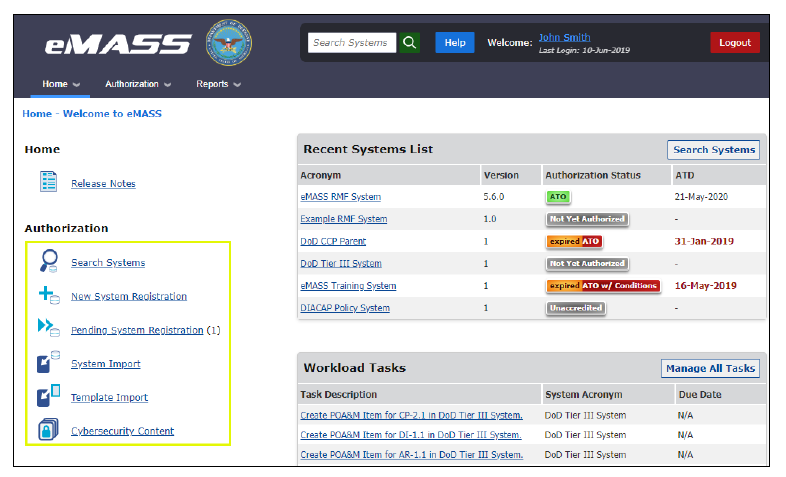 eMASS
Search Systems
Help
Welcome: John Smith
Last Login: 10-Jun-2019
Logout
Home
Authorization
Reports
Home - Welcome to eMASS
Home
Release Notes
Authorization
Search Systems
New System Registration
Pending System Registration (1)
System Import
Template Import
Cybersecurity Content
Recent Systems List
Search Systems
Acronym Version Authorization Status ATD
eMASS RMF System 5.6.0 ATO 21-May-2020
Example RMF System 1.0 Not Yet Authorized -
DoD CCP Parent 1 expired ATO 31-Jan-2019
DoD Tier III System 1 Not Yet Authorized -
eMASS Training System 1 expired ATO w/ Conditions 16-May-2019
DIACAP Policy System 1 Unaccredited -
Workload Tasks
Manage All Tasks
Task Description System Acronym Due Date
Create POA&M Item for CP-2.1 in DoD Tier III System. DoD Tier III System N/A
Create POA&M Item for DI-1.1 in DoD Tier III System. DoD Tier III System N/A
Create POA&M Item for AR-1.1 in DoD Tier III System. DoD Tier III System N/A